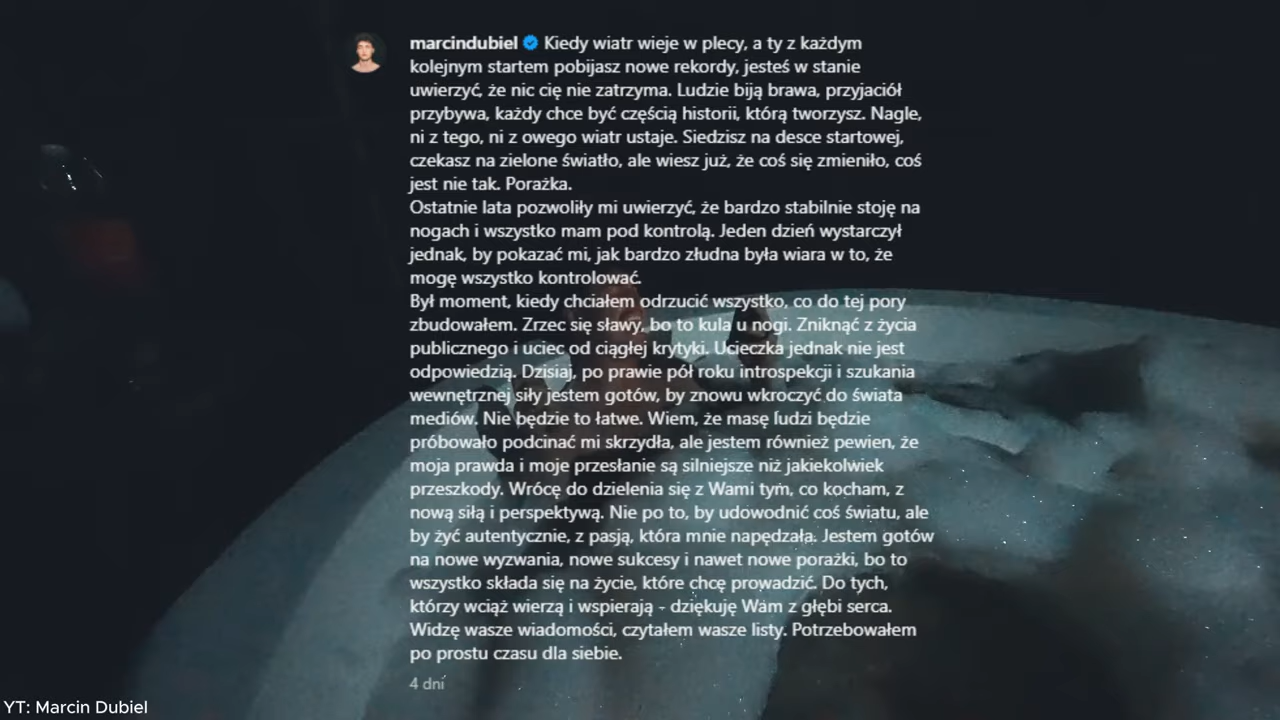 marcindubiel Kiedy wiatr wieje w plecy, a ty z każdym
kolejnym startem pobijasz nowe rekordy, jesteś w stanie
uwierzyć, że nic cię nie zatrzyma. Ludzie biją brawa, przyjaciół
przybywa, każdy chce być częścią historii, którą tworzysz. Nagle,
ni z tego, ni z owego wiatr ustaje. Siedzisz na desce startowej,
czekasz na zielone światło, ale wiesz już, że coś się zmieniło, coś
jest nie tak. Porażka.
Ostatnie lata pozwoliły mi uwierzyć, że bardzo stabilnie stoję na
nogach i wszystko mam pod kontrolą. Jeden dzień wystarczył
jednak, by pokazać mi, jak bardzo złudna była wiara w to, że
mogę wszystko kontrolować.
Był moment, kiedy chciałem odrzucić wszystko, co do tej pory
zbudowałem. Zrzec się sławy, bo to kula u nogi. Zniknąć z życia
publicznego i uciec od ciągłej krytyki. Ucieczka jednak nie jest
odpowiedzią. Dzisiaj, po prawie pół roku introspekcji i szukania
wewnętrznej siły jestem gotów, by znowu wkroczyć do świata
mediów. Nie będzie to łatwe. Wiem, że masę ludzi będzie
próbowało podcinać mi skrzydła, ale jestem również pewien, że
moja prawda i moje przesłanie są silniejsze niż jakiekolwiek
przeszkody. Wrócę do dzielenia się z Wami tym, co kocham, z
nową siłą i perspektywą. Nie po to, by udowodnić coś światu, ale
by żyć autentycznie, z pasją, która mnie napędzała. Jestem gotów
na nowe wyzwania, nowe sukcesy i nawet nowe porażki, bo to
wszystko składa się na życie, które chcę prowadzić. Do tych,
którzy wciąż wierzą i wspierają - dziękuję Wam z głębi serca.
Widzę wasze wiadomości, czytałem wasze listy. Potrzebowałem
po prostu czasu dla siebie.
4 dni
YT: Marcin Dubiel